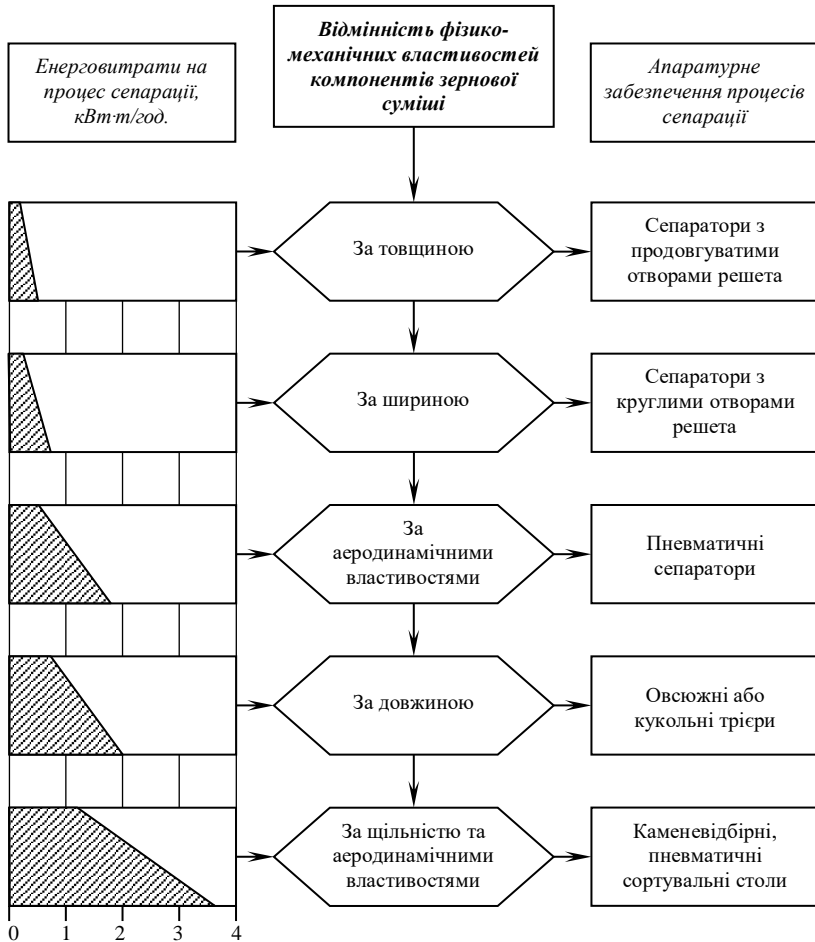 Енерговитрати на
процес сепарації,
кВт·т/год.
Відмінність фізико-
механічних властивостей
компонентів зернової
суміші
Апаратурне
забезпечення процесів
сепарації
За товщиною
Сепаратори з
продовгуватими
отворами решета
За шириною
Сепаратори з
круглими отворами
решета
За
аеродинамічними
властивостями
Пневматичні
сепаратори
За довжиною
Овсюжні або
кукольні трієри
За щільністю та
аеродинамічними
властивостями
Каменевідбірні,
пневматичні
сортувальні столи
0 1 2 3 4